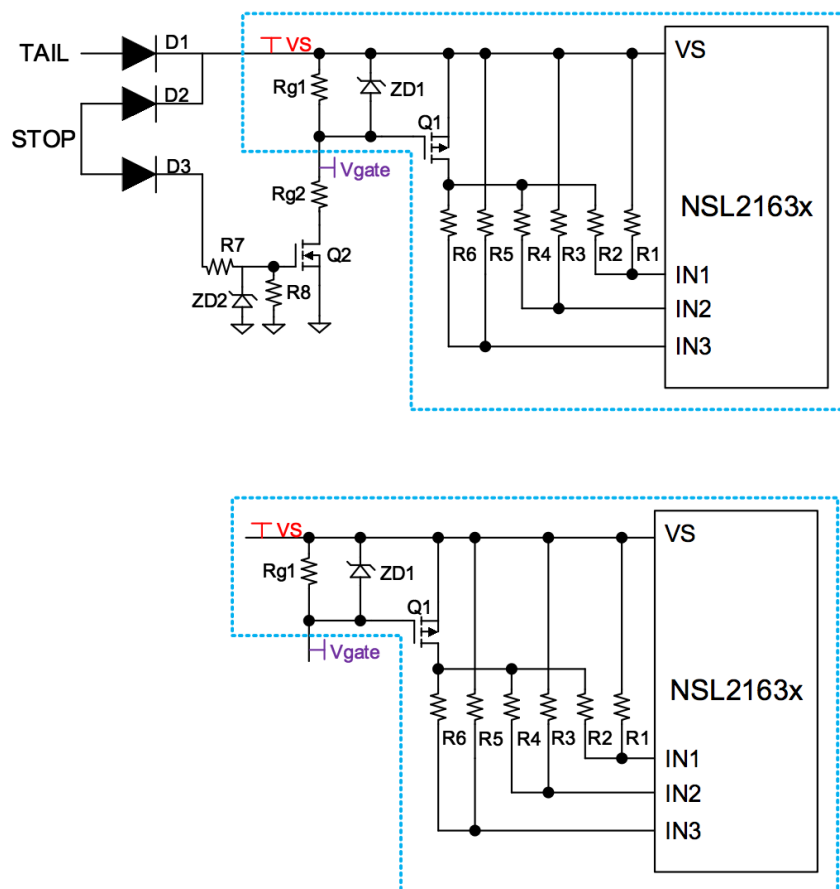 TAIL
D1
VS
VS
D2
Rg1
ZD1
STOP
Q1
D3
Vgate
Rg2
NSL2163x
R7
Q2
R6
R5
R4
R3
R2
R1
ZD2
R8
IN1
IN2
IN3
VS
VS
Rg1
ZD1
Q1
Vgate
NSL2163x
R6
R5
R4
R3
R2
R1
IN1
IN2
IN3